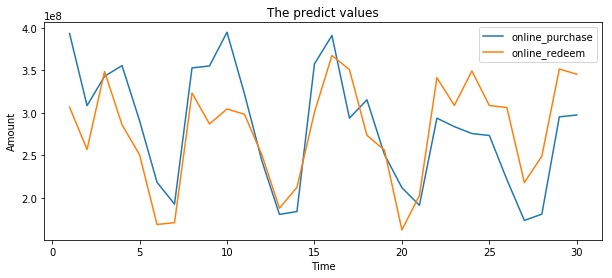 The predict values
1e8
online_purchase
online_redeem
4.0
3.5
3.0
2.5
2.0
Amount
0 5 10 15 20 25 30
Time